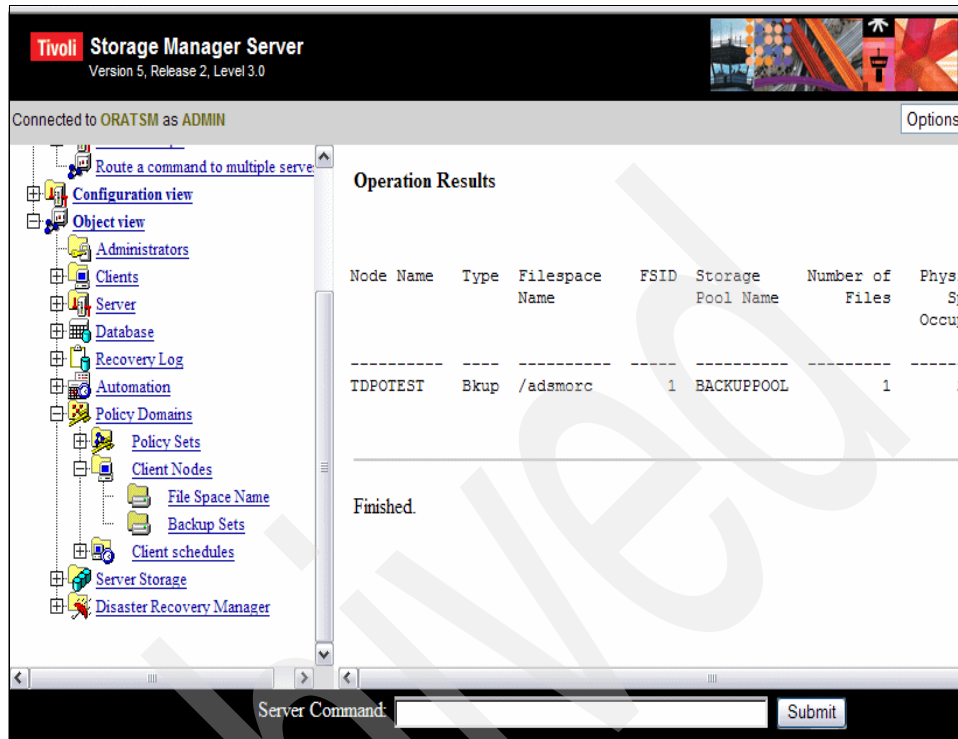 Tivoli Storage Manager Server
Version 5, Release 2, Level 3.0
Connected to ORATSM as ADMIN
Options
Route a command to multiple serve
Configuration view
Object view
Administrators
Clients
Server
Database
Recovery Log
Automation
Policy Domains
Policy Sets
Client Nodes
File Space Name
Backup Sets
Client schedules
Server Storage
Disaster Recovery Manager
Operation Results
Node Name Type Filespace FSID Storage Number of Phys
Name Pool Name Files Sp
Occup
---------- ---- ---------- ----- ---------- --------- -----
TDPOTEST Bkup /adsmorc 1 BACKUPPOOL 1
Finished.
Server Command: Submit
hived